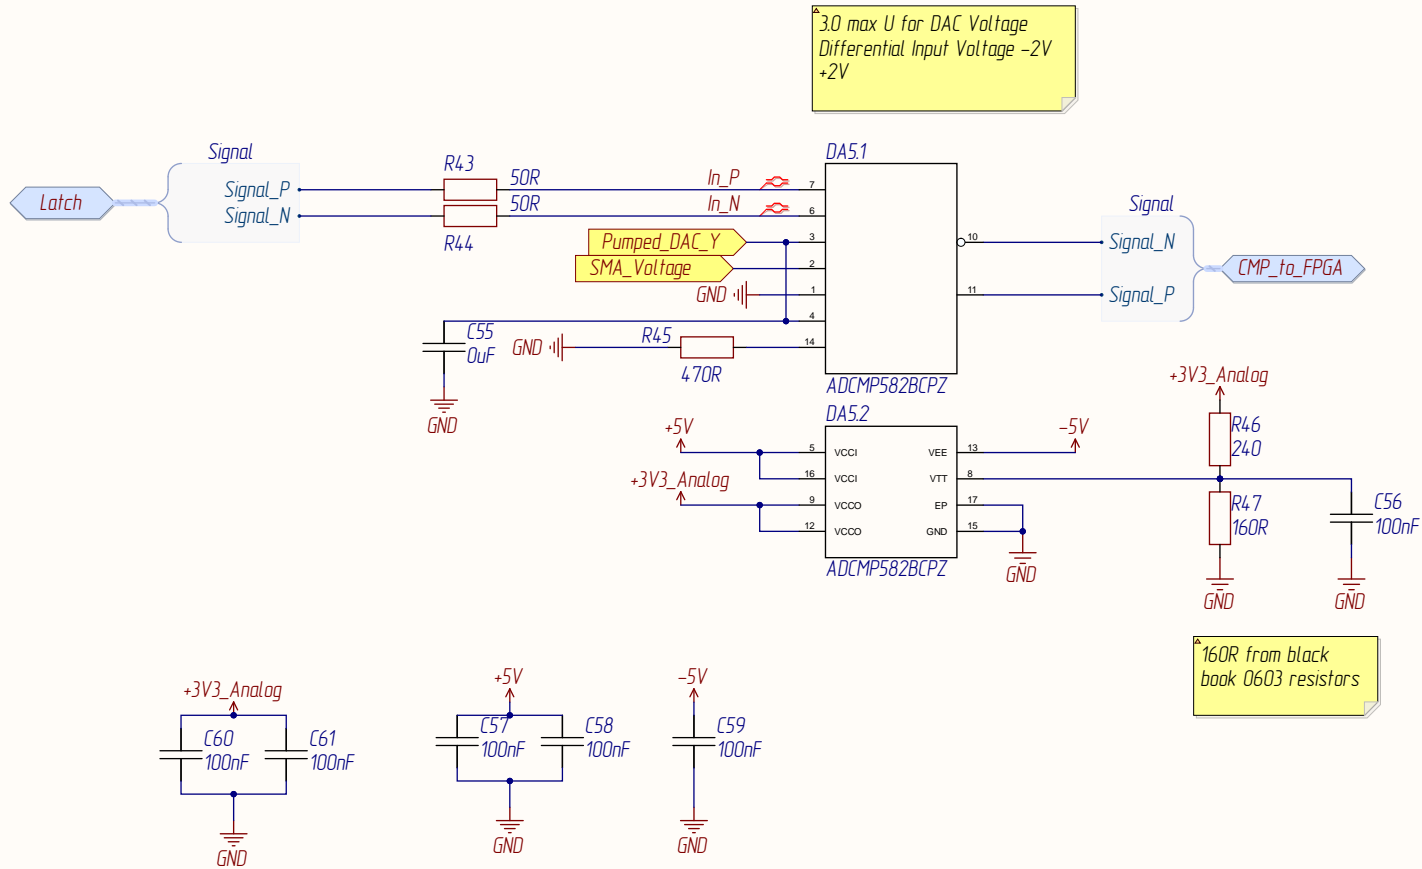 3.0 max U for DAC Voltage
Differential Input Voltage -2V
+2V
Signal
Latch
Signal_P
Signal_N
R43
50R
50R
R44
In_P
In_N
Pumped_DAC_Y
SMA_Voltage
GND
C55
0uF
GND
GND
R45
470R
DA5.1
7
6
3
2
1
4
14
10
11
ADCMP582BCPZ
Signal
Signal_N
Signal_P
CMP_to_FPGA
DA5.2
+5V
+3V3_Analog
5 VCCI
16 VCCI
9 VCCO
12 VCCO
VEE 13
VTT 8
EP 17
GND 15
ADCMP582BCPZ
-5V
GND
+3V3_Analog
R46
240
R47
160R
GND
C56
100nF
GND
160R from black
book 0603 resistors
+3V3_Analog
C60
100nF
C61
100nF
GND
+5V
C57
100nF
C58
100nF
GND
-5V
C59
100nF
GND